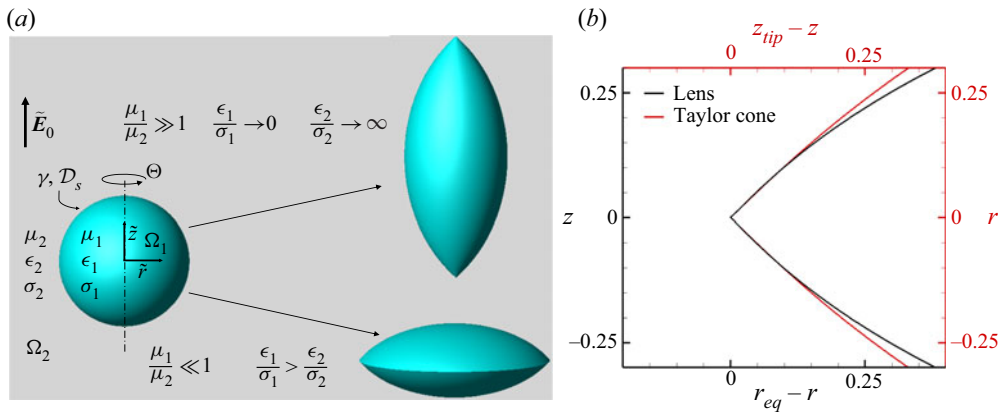 (a)
Ẽ₀
μ₁/μ₂ ≫ 1 ϵ₁/σ₁ → 0 ϵ₂/σ₂ → ∞
Θ
γ, 𝒟ₛ
μ₂ μ₁ z̃ Ω₁
ϵ₂ ϵ₁ r̃
σ₂ σ₁
Ω₂
μ₁/μ₂ ≪ 1 ϵ₁/σ₁ > ϵ₂/σ₂
(b)
z_tip − z
0 0.25
0.25 0.25
Lens
Taylor cone
z 0 0 r
−0.25 −0.25
0 0.25
r_eq − r